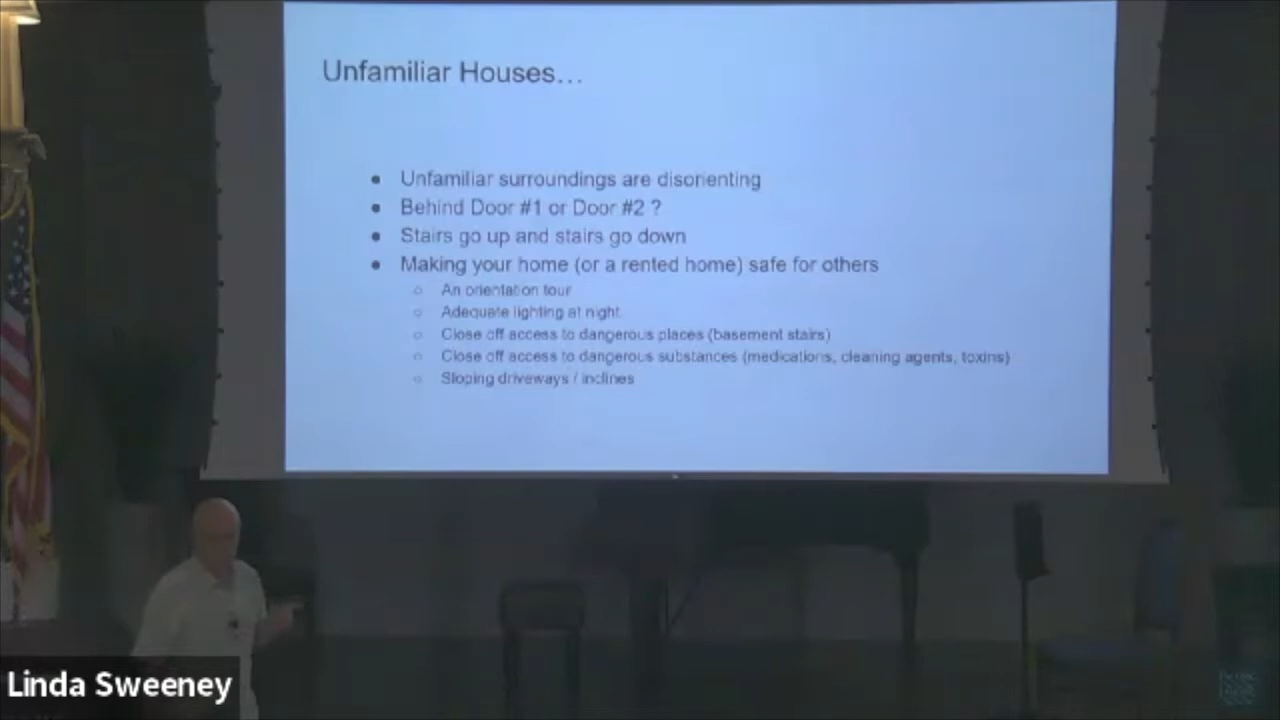 Unfamiliar Houses…
• Unfamiliar surroundings are disorienting
• Behind Door #1 or Door #2 ?
• Stairs go up and stairs go down
• Making your home (or a rented home) safe for others
○ An orientation tour
○ Adequate lighting at night
○ Close off access to dangerous places (basement stairs)
○ Close off access to dangerous substances (medications, cleaning agents, toxins)
○ Sloping driveways / inclines
Linda Sweeney